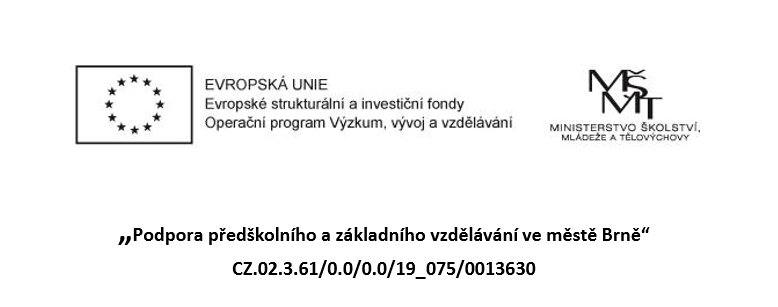 EVROPSKÁ UNIE
Evropské strukturální a investiční fondy
Operační program Výzkum, vývoj a vzdělávání
MŠMT
MINISTERSTVO ŠKOLSTVÍ,
MLÁDEŽE A TĚLOVÝCHOVY
„Podpora předškolního a základního vzdělávání ve městě Brně“
CZ.02.3.61/0.0/0.0/19_075/0013630